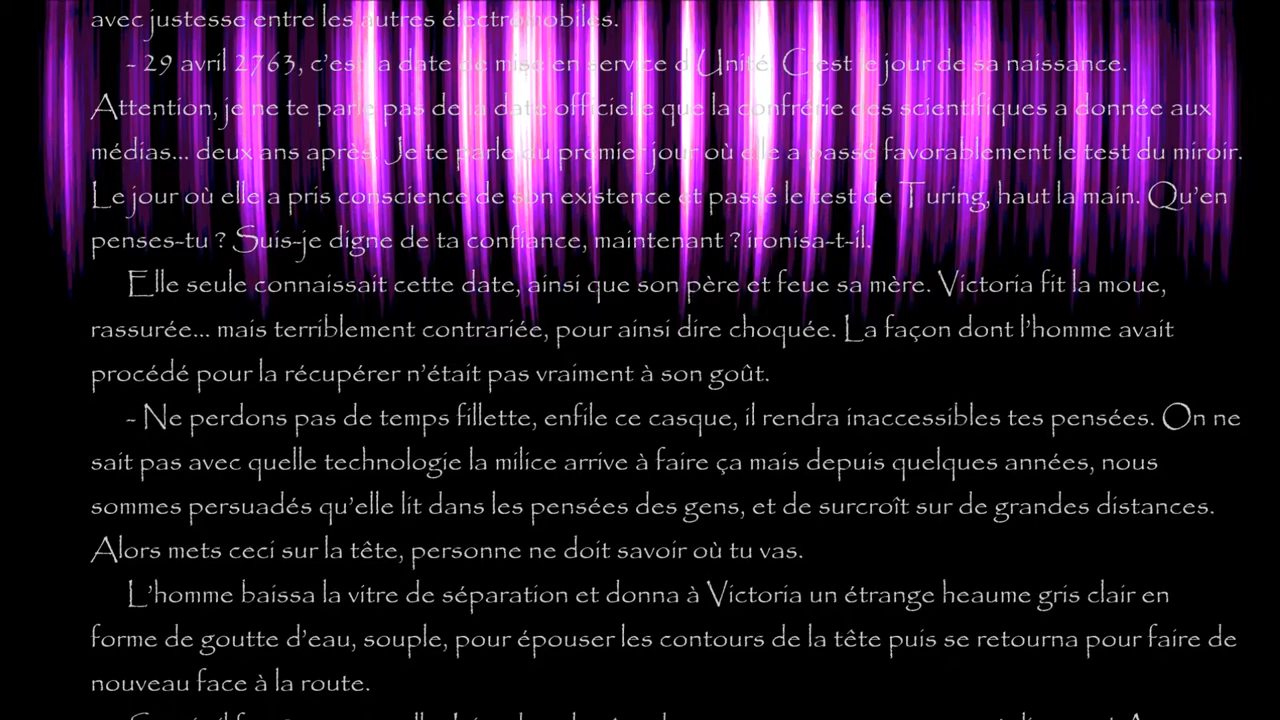 avec justesse entre les autres électromobiles.
- 29 avril 2763, c'est la date de mise en service d'Unité. C'est le jour de sa naissance.
Attention, je ne te parle pas de la date officielle que la confrérie des scientifiques a donnée aux
médias... deux ans après. Je te parle du premier jour où elle a passé favorablement le test du miroir.
Le jour où elle a pris conscience de son existence et passé le test de Turing, haut la main. Qu'en
penses-tu ? Suis-je digne de ta confiance, maintenant ? ironisa-t-il.
Elle seule connaissait cette date, ainsi que son père et feue sa mère. Victoria fit la moue,
rassurée... mais terriblement contrariée, pour ainsi dire choquée. La façon dont l'homme avait
procédé pour la récupérer n'était pas vraiment à son goût.
- Ne perdons pas de temps fillette, enfile ce casque, il rendra inaccessibles tes pensées. On ne
sait pas avec quelle technologie la milice arrive à faire ça mais depuis quelques années, nous
sommes persuadés qu'elle lit dans les pensées des gens, et de surcroît sur de grandes distances.
Alors mets ceci sur la tête, personne ne doit savoir où tu vas.
L'homme baissa la vitre de séparation et donna à Victoria un étrange heaume gris clair en
forme de goutte d'eau, souple, pour épouser les contours de la tête puis se retourna pour faire de
nouveau face à la route.